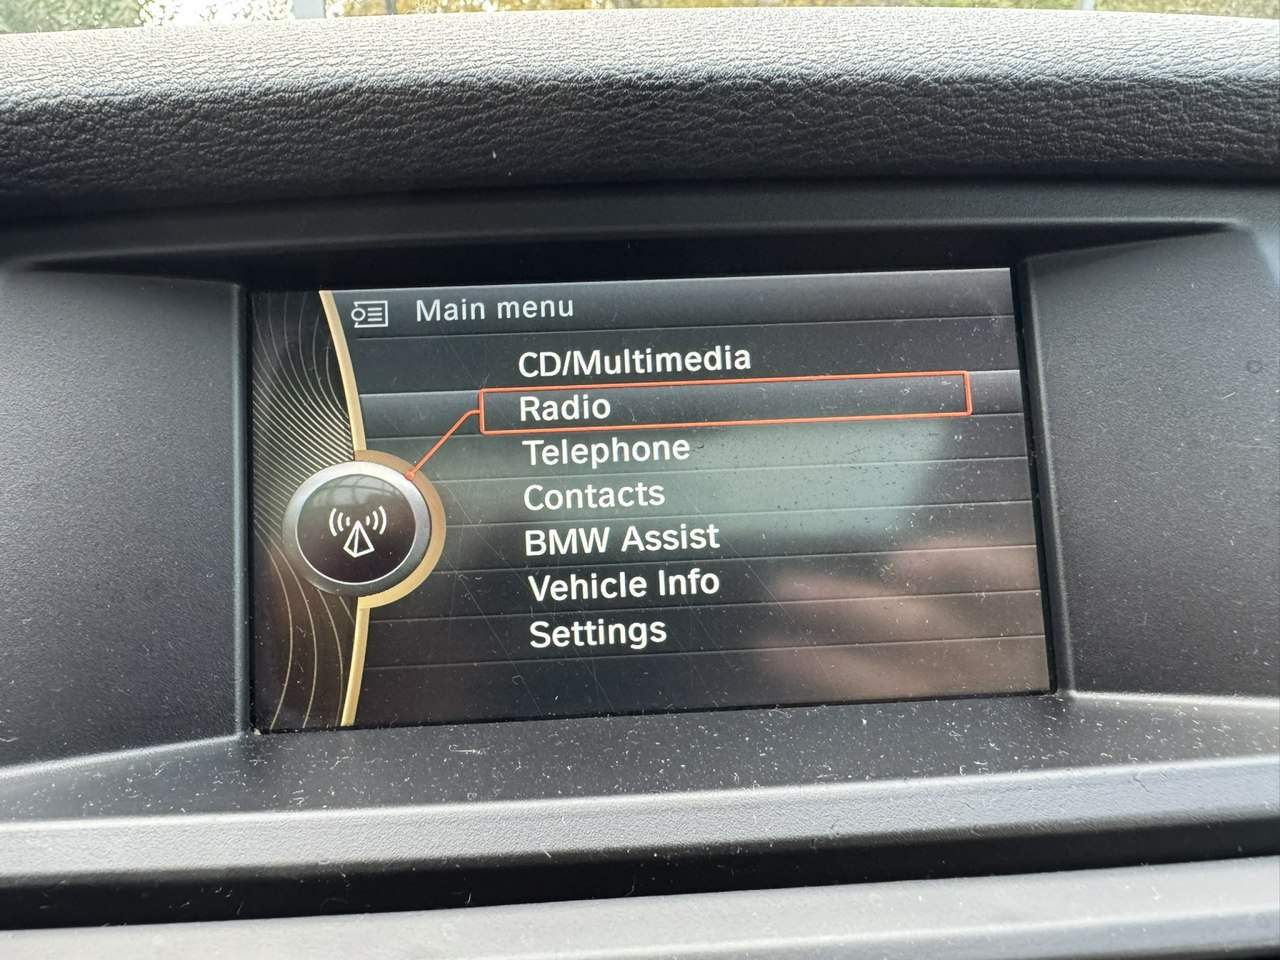 Main menu
CD/Multimedia
Radio
Telephone
Contacts
BMW Assist
Vehicle Info
Settings